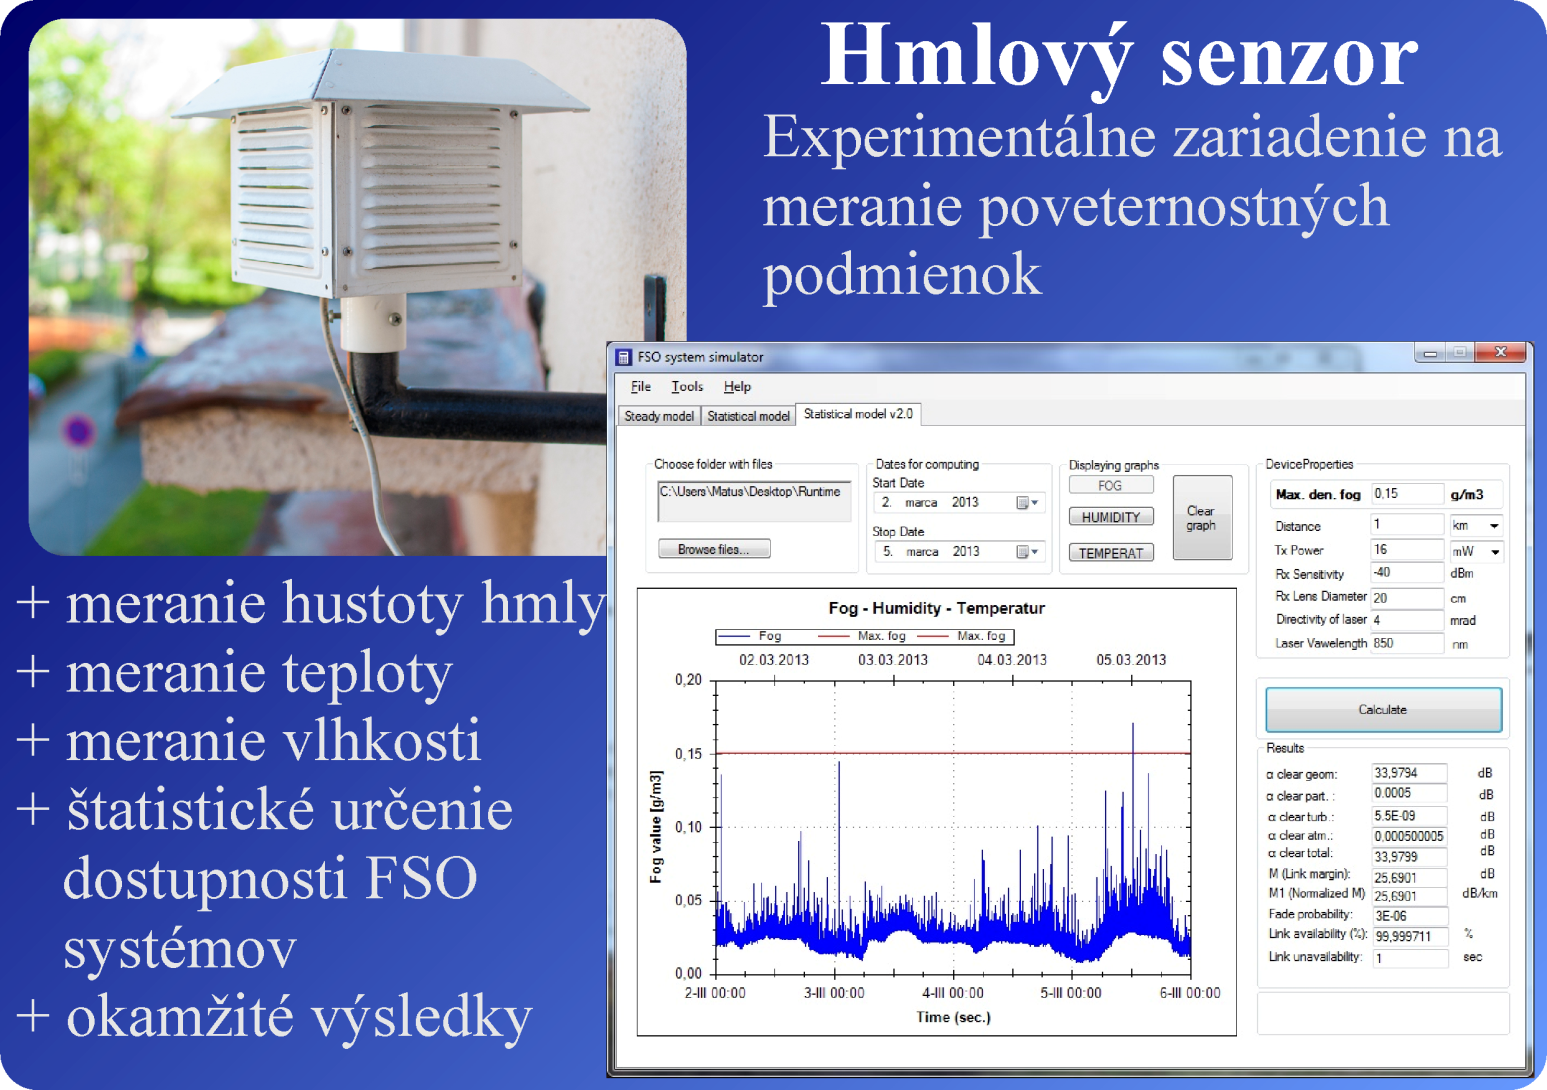 Hmlový senzor
Experimentálne zariadenie na
meranie poveternostných
podmienok
+ meranie hustoty hmly
+ meranie teploty
+ meranie vlhkosti
+ štatistické určenie
dostupnosti FSO
systémov
+ okamžité výsledky
FSO system simulator
File Tools Help
Steady model Statistical model Statistical model v2.0
Choose folder with files
C:\Users\Matus\Desktop\Runtime
Browse files...
Dates for computing
Start Date
2. marca 2013
Stop Date
5. marca 2013
Displaying graphs
FOG
HUMIDITY
TEMPERAT
Clear
graph
DeviceProperties
Max. den. fog 0,15 g/m3
Distance 1 km
Tx Power 16 mW
Rx Sensitivity -40 dBm
Rx Lens Diameter 20 cm
Directivity of laser 4 mrad
Laser Vawelength 850 nm
Calculate
Results
α clear geom: 33,9794 dB
α clear part. : 0.0005 dB
α clear turb .: 5.5E-09 dB
α clear atm.: 0,000500005 dB
α clear total: 33,9799 dB
M (Link margin): 25,6901 dB
M1 (Normalized M) 25,6901 dB/km
Fade probability: 3E-06
Link availability (%): 99,999711 %
Link unavailability: 1 sec
Fog - Humidity - Temperatur
Fog Max. fog Max. fog
02.03.2013 03.03.2013 04.03.2013 05.03.2013
Fog value [g/m3]
0,20
0,15
0,10
0,05
0,00
2-III 00:00 3-III 00:00 4-III 00:00 5-III 00:00 6-III 00:00
Time (sec.)